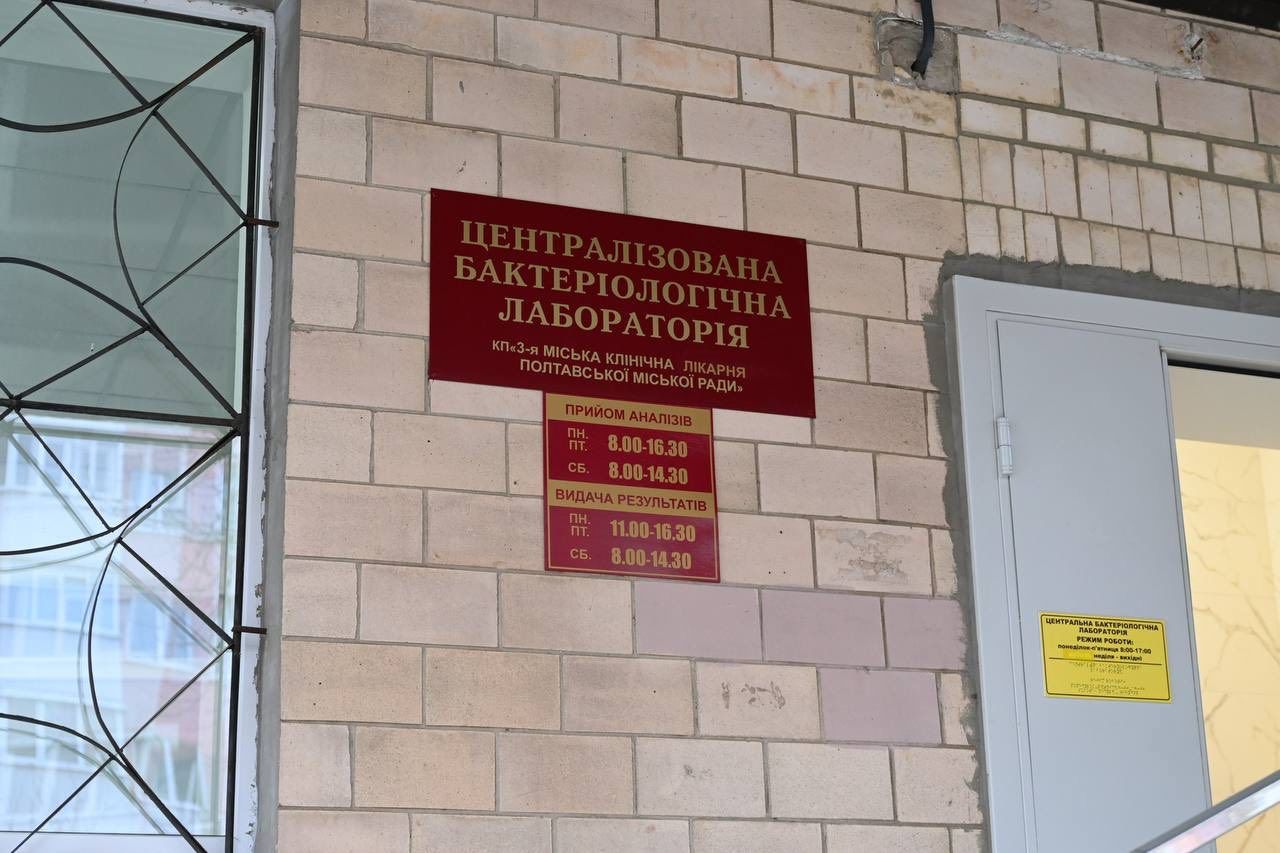 ЦЕНТРАЛІЗОВАНА
БАКТЕРІОЛОГІЧНА
ЛАБОРАТОРІЯ
КП«3-я МІСЬКА КЛІНІЧНА ЛІКАРНЯ
ПОЛТАВСЬКОЇ МІСЬКОЇ РАДИ»
ПРИЙОМ АНАЛІЗІВ
ПН.
ПТ. 8.00-16.30
СБ. 8.00-14.30
ВИДАЧА РЕЗУЛЬТАТІВ
ПН.
ПТ. 11.00-16.30
СБ. 8.00-14.30
ЦЕНТРАЛЬНА БАКТЕРІОЛОГІЧНА
ЛАБОРАТОРІЯ
РЕЖИМ РОБОТИ:
понеділок-п'ятниця 8:00-17:00
неділя - вихідні